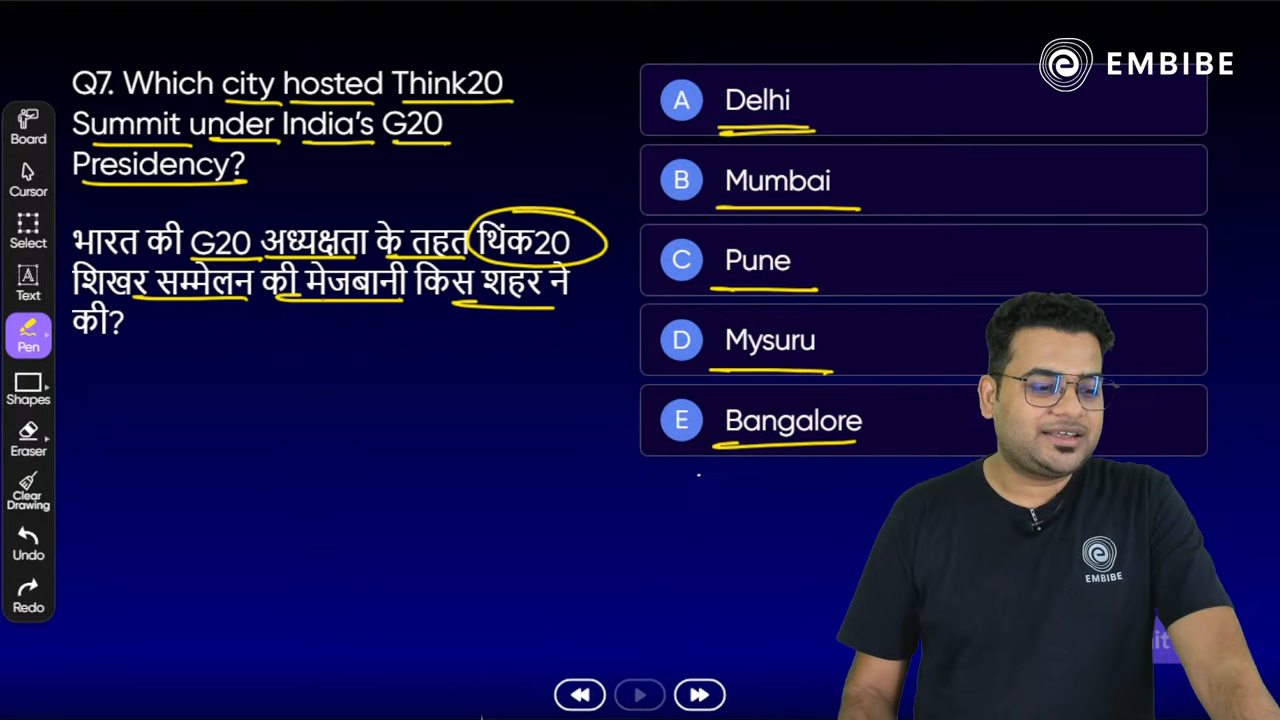 EMBIBE
Q7. Which city hosted Think20
Summit under India's G20
Presidency?
भारत की G20 अध्यक्षता के तहत थिंक20
शिखर सम्मेलन की मेजबानी किस शहर ने
की?
A Delhi
B Mumbai
C Pune
D Mysuru
E Bangalore
Board
Cursor
Select
A
Text
Pen
Shapes
Eraser
Clear
Drawing
Undo
Redo
EMBIBE